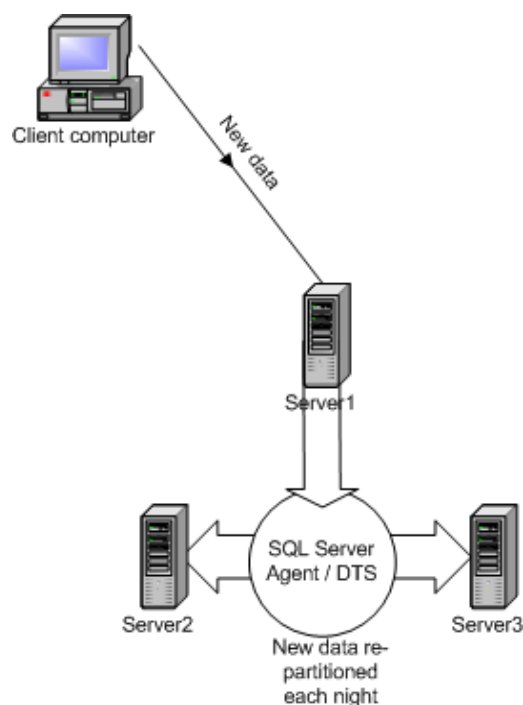 Client computer
New data
Server1
SQL Server
Agent / DTS
Server2
Server3
New data re-
partitioned
each night